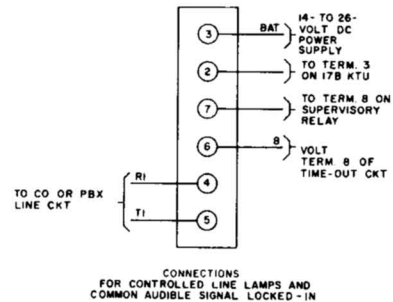 3
BAT
14- TO 26-
VOLT DC
POWER
SUPPLY
2
TO TERM. 3
ON 17B KTU
7
TO TERM. 8 ON
SUPERVISORY
RELAY
6
8
VOLT
TERM. 8 OF
TIME-OUT CKT
TO CO OR PBX
LINE CKT
R1
4
T1
5
CONNECTIONS
FOR CONTROLLED LINE LAMPS AND
COMMON AUDIBLE SIGNAL LOCKED-IN